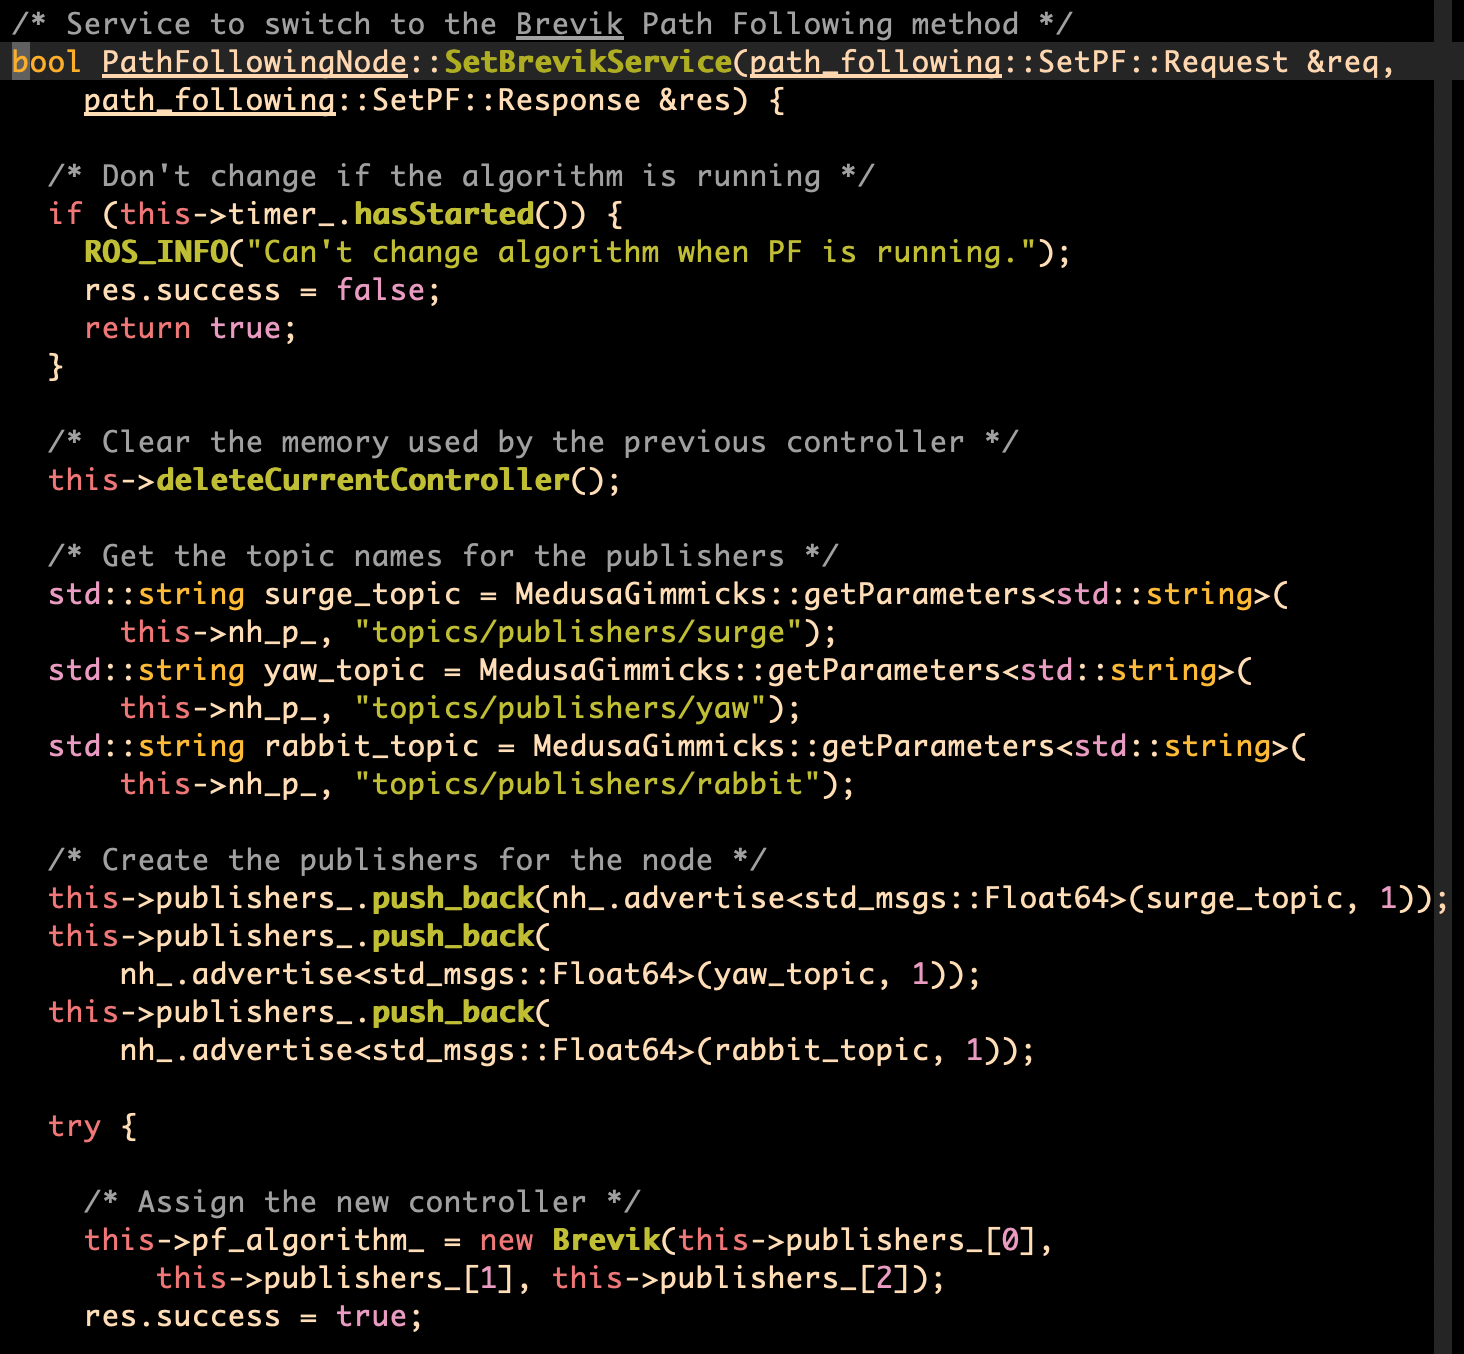 /* Service to switch to the Brevik Path Following method */
bool PathFollowingNode::SetBrevikService(path_following::SetPF::Request &req,
    path_following::SetPF::Response &res) {

  /* Don't change if the algorithm is running */
  if (this->timer_.hasStarted()) {
    ROS_INFO("Can't change algorithm when PF is running.");
    res.success = false;
    return true;
  }

  /* Clear the memory used by the previous controller */
  this->deleteCurrentController();

  /* Get the topic names for the publishers */
  std::string surge_topic = MedusaGimmicks::getParameters<std::string>(
      this->nh_p_, "topics/publishers/surge");
  std::string yaw_topic = MedusaGimmicks::getParameters<std::string>(
      this->nh_p_, "topics/publishers/yaw");
  std::string rabbit_topic = MedusaGimmicks::getParameters<std::string>(
      this->nh_p_, "topics/publishers/rabbit");

  /* Create the publishers for the node */
  this->publishers_.push_back(nh_.advertise<std_msgs::Float64>(surge_topic, 1));
  this->publishers_.push_back(
      nh_.advertise<std_msgs::Float64>(yaw_topic, 1));
  this->publishers_.push_back(
      nh_.advertise<std_msgs::Float64>(rabbit_topic, 1));

  try {

    /* Assign the new controller */
    this->pf_algorithm_ = new Brevik(this->publishers_[0],
        this->publishers_[1], this->publishers_[2]);
    res.success = true;